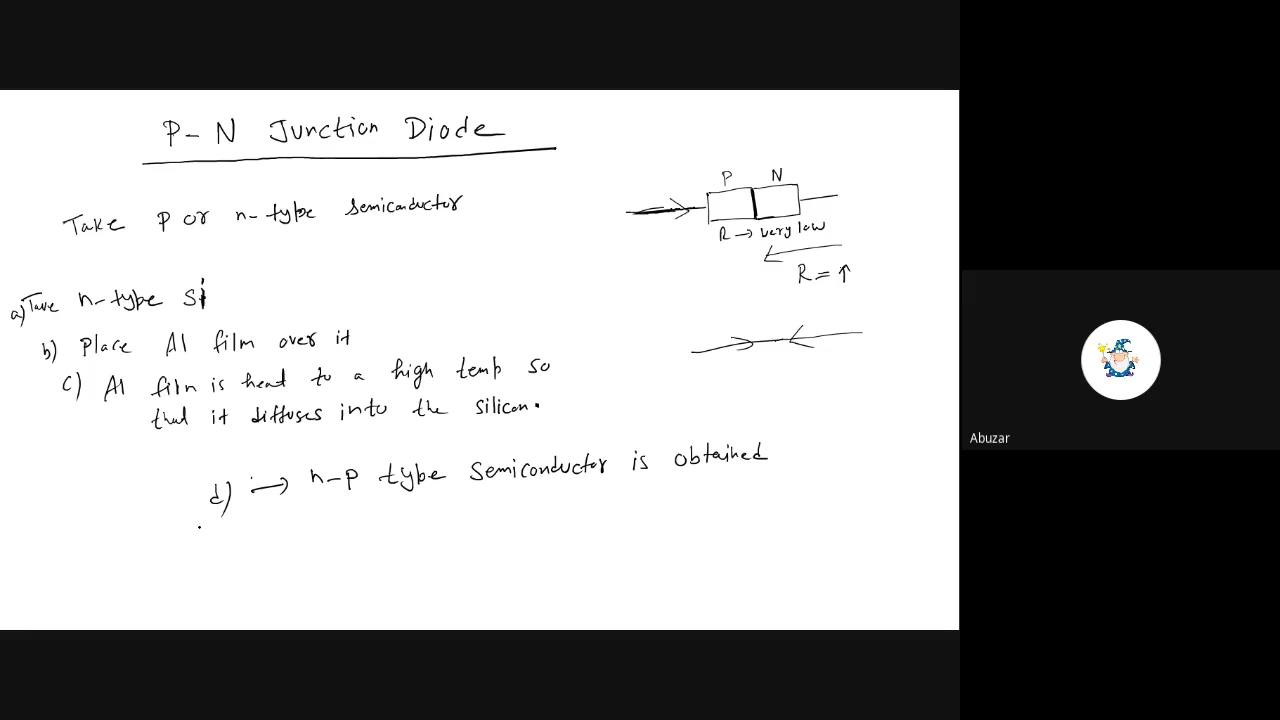 P-N Junction Diode
Take P or n-type semiconductor
P N
R → very low
R = ↑
a) Take n-type Si
b) Place Al film over it
c) Al film is heat to a high temp so
that it diffuses into the silicon.
d) → n-p type semiconductor is obtained
Abuzar